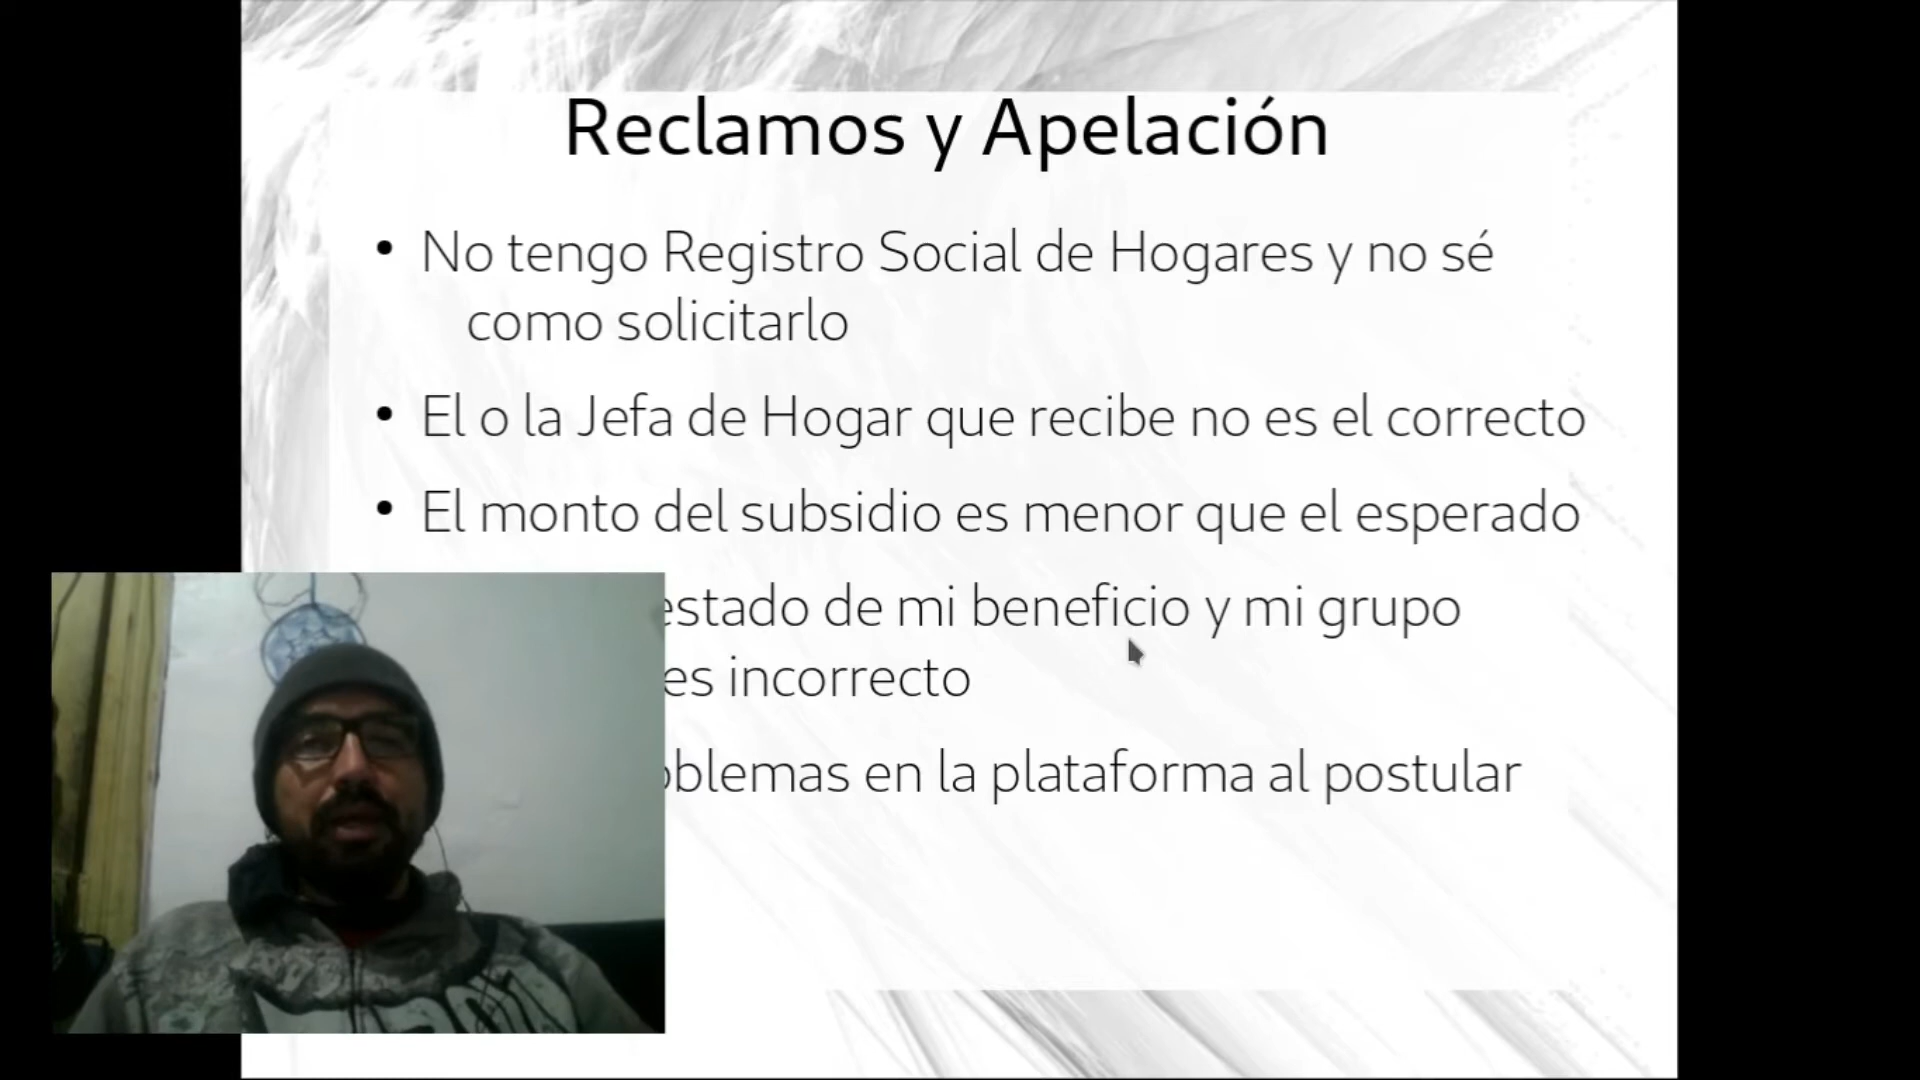 Reclamos y Apelación
• No tengo Registro Social de Hogares y no sé
como solicitarlo
• El o la Jefa de Hogar que recibe no es el correcto
• El monto del subsidio es menor que el esperado
estado de mi beneficio y mi grupo
es incorrecto
en la plataforma al postular